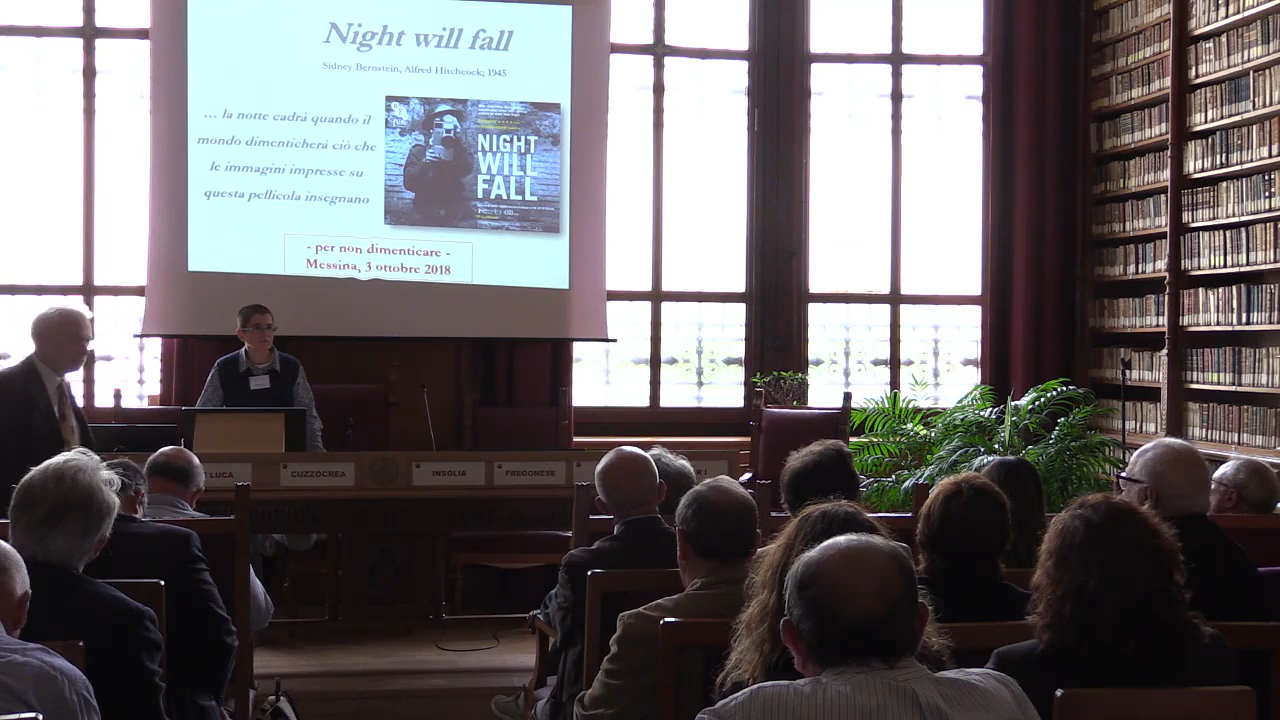 Night will fall
Sidney Bernstein, Alfred Hitchcock, 1945
… la notte cadrà quando il
mondo dimenticherà ciò che
le immagini impresse su
questa pellicola insegnano
NIGHT
WILL
FALL
- per non dimenticare -
Messina, 3 ottobre 2018
LUCA
CUZZOCREA
INSOLIA
FREGONESE